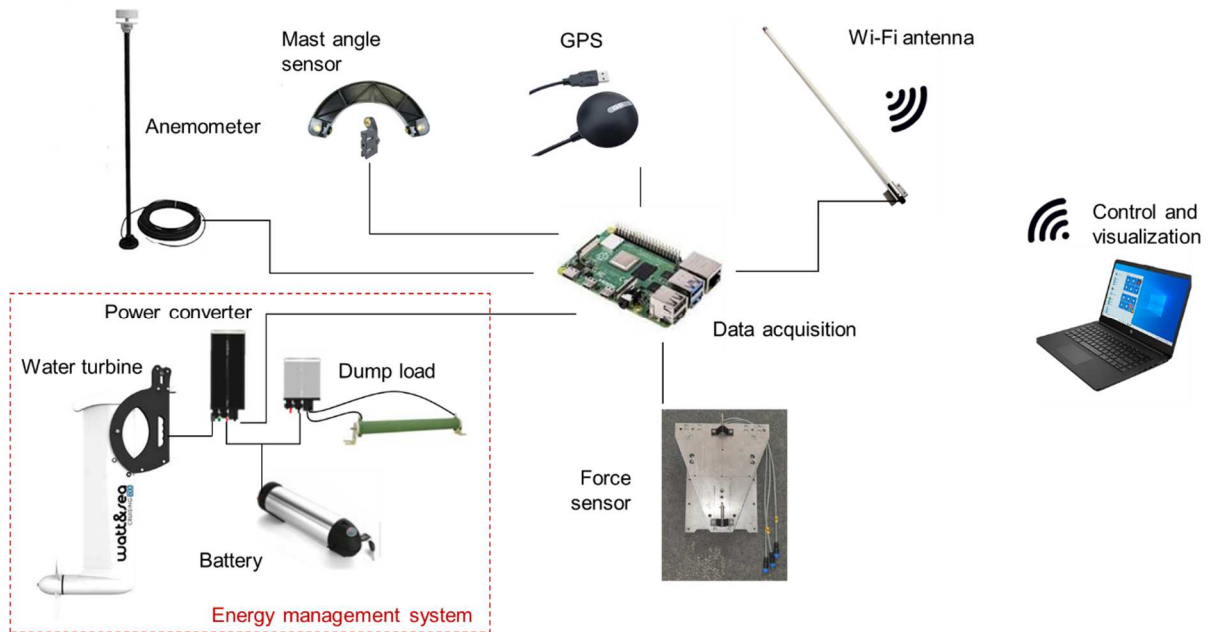 Mast angle
sensor
GPS
Wi-Fi antenna
Anemometer
Control and
visualization
Power converter
Data acquisition
Water turbine
Dump load
Force
sensor
watt&sea
CRUISING
Battery
Energy management system